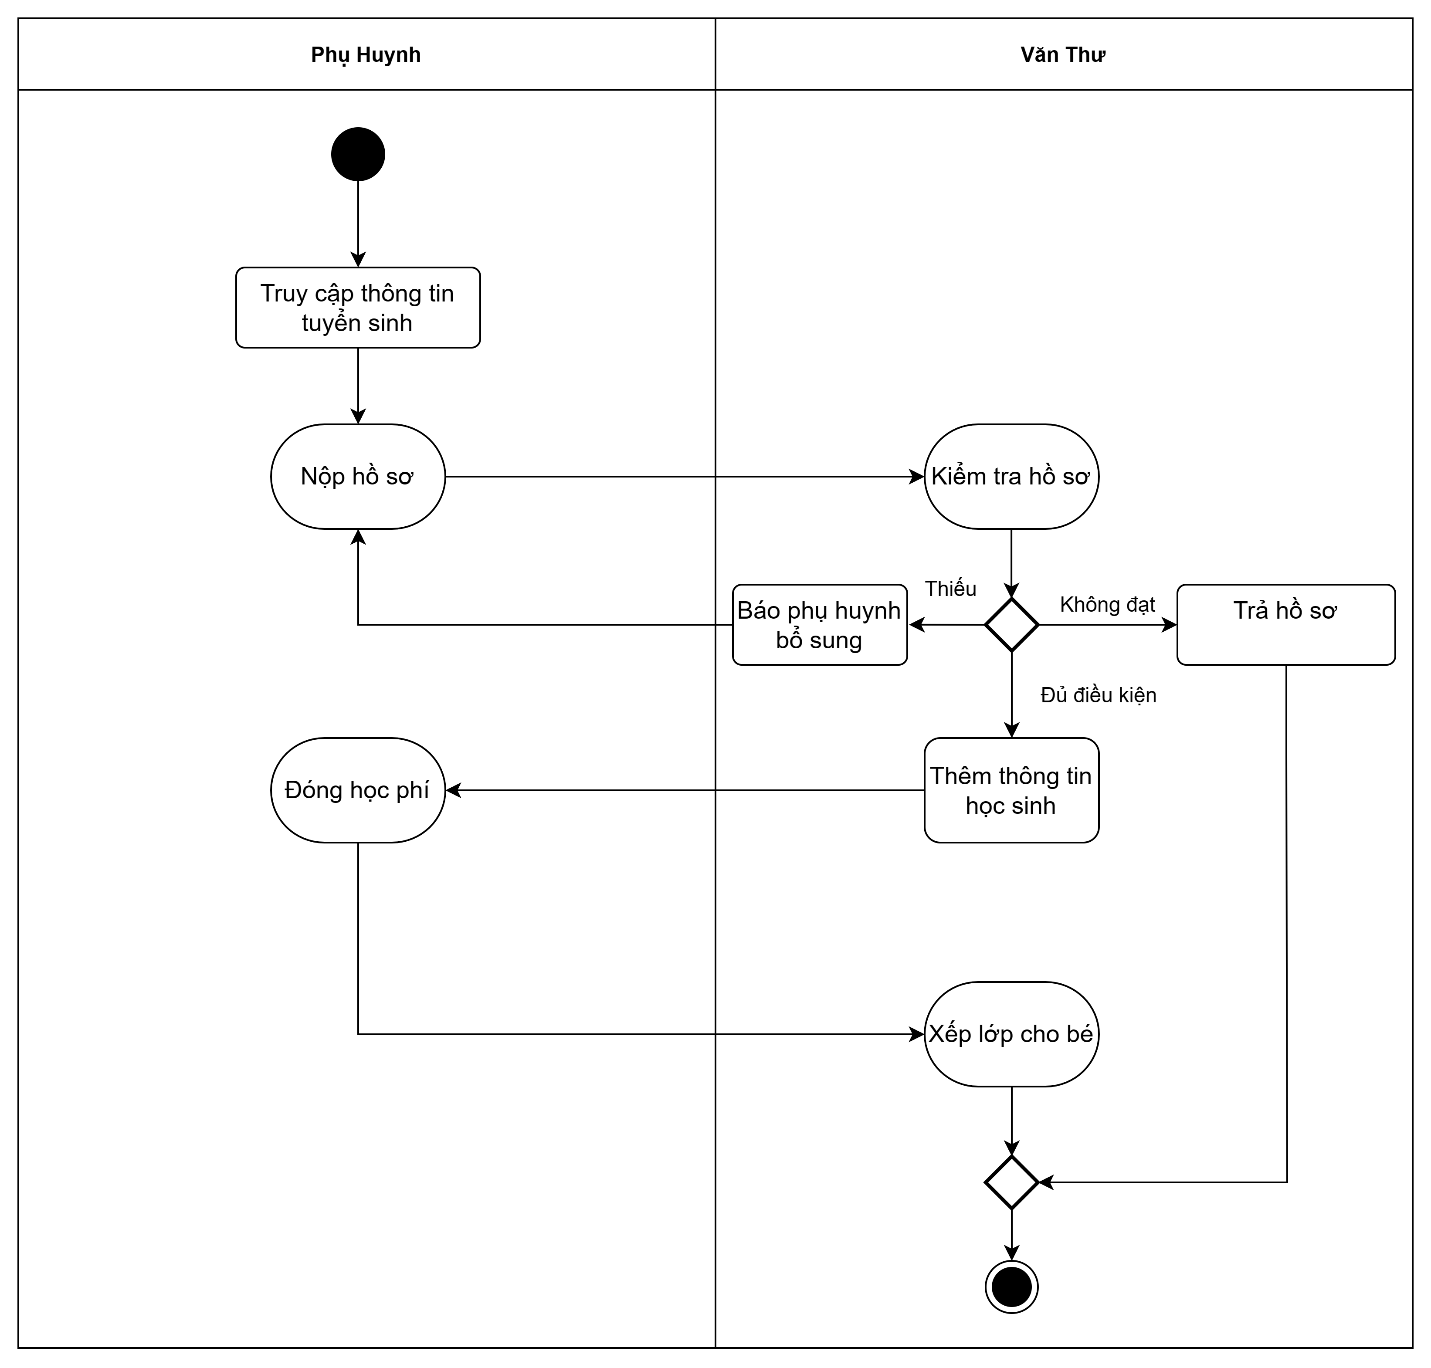 Phụ Huynh
Văn Thư
Truy cập thông tin
tuyển sinh
Nộp hồ sơ
Kiểm tra hồ sơ
Thiếu
Không đạt
Báo phụ huynh
bổ sung
Trả hồ sơ
Đủ điều kiện
Đóng học phí
Thêm thông tin
học sinh
Xếp lớp cho bé